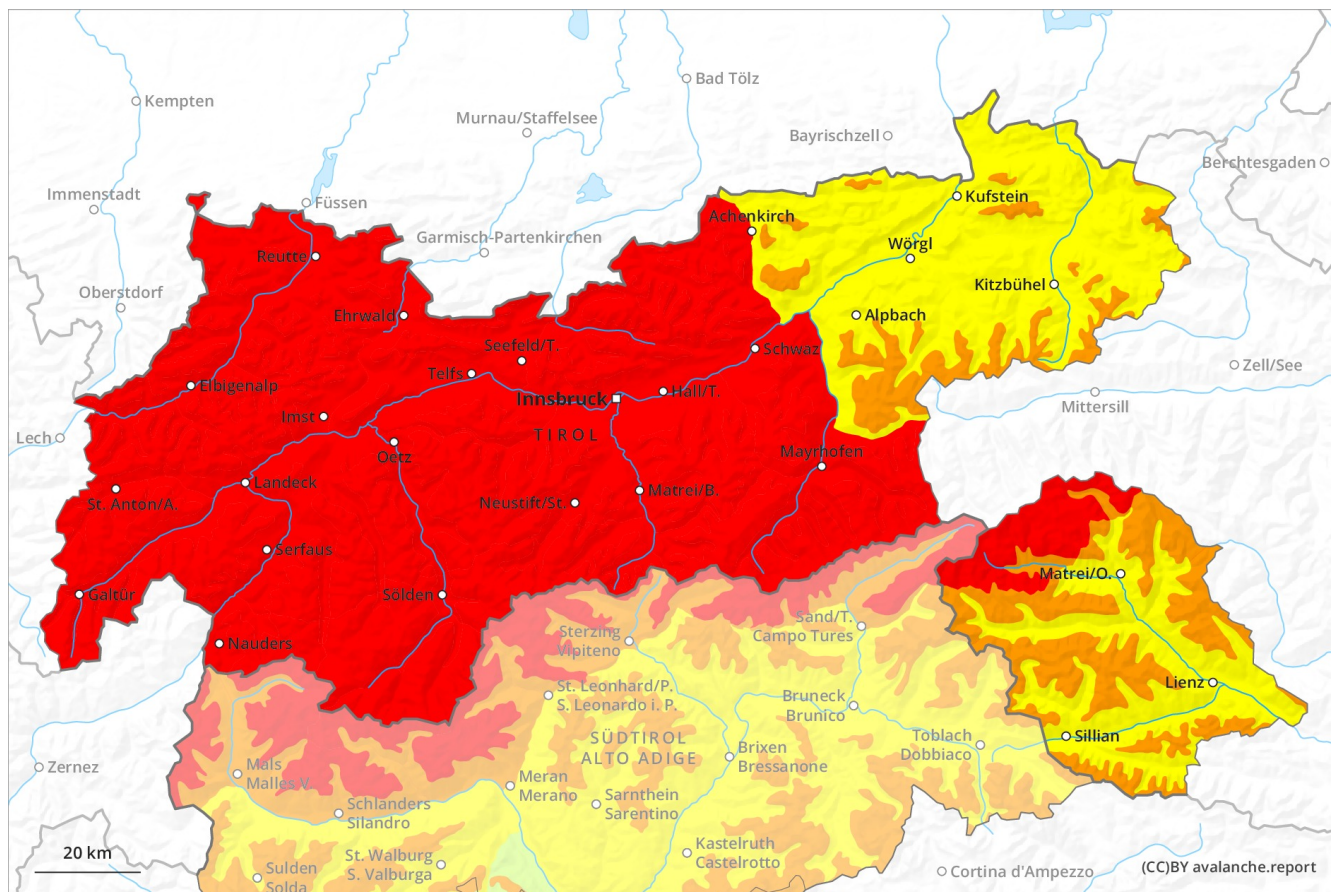 Bad Tölz
Kempten
Murnau/Staffelsee
Bayrischzell
Berchtesgaden
Immenstadt
Füssen
Kufstein
Achenkirch
Garmisch-Partenkirchen
Wörgl
Reutte
Kitzbühel
Oberstdorf
Ehrwald
Alpbach
Seefeld/T.
Schwaz
Zell/See
Telfs
Elbigenalp
Hall/T.
Innsbruck
Mittersill
Imst
Lech
TIROL
Oetz
Mayrhofen
Landeck
Matrei/B.
St. Anton/A.
Neustift/St.
Serfaus
Matrei/O.
Galtür
Sölden
Sand/T.
Campo Tures
Sterzing
Vipiteno
Nauders
Lienz
St. Leonhard/P.
S. Leonardo i. P.
Bruneck
Brunico
Sillian
SÜDTIROL
ALTO ADIGE
Toblach
Dobbiaco
Brixen
Bressanone
Zernez
Mals
Malles V.
Meran
Merano
Schlanders
Silandro
Sarnthein
Sarentino
20 km
St. Walburg
S. Valburga
Kastelruth
Castelrotto
Sulden
Solda
Cortina d'Ampezzo
(CC)BY avalanche.report